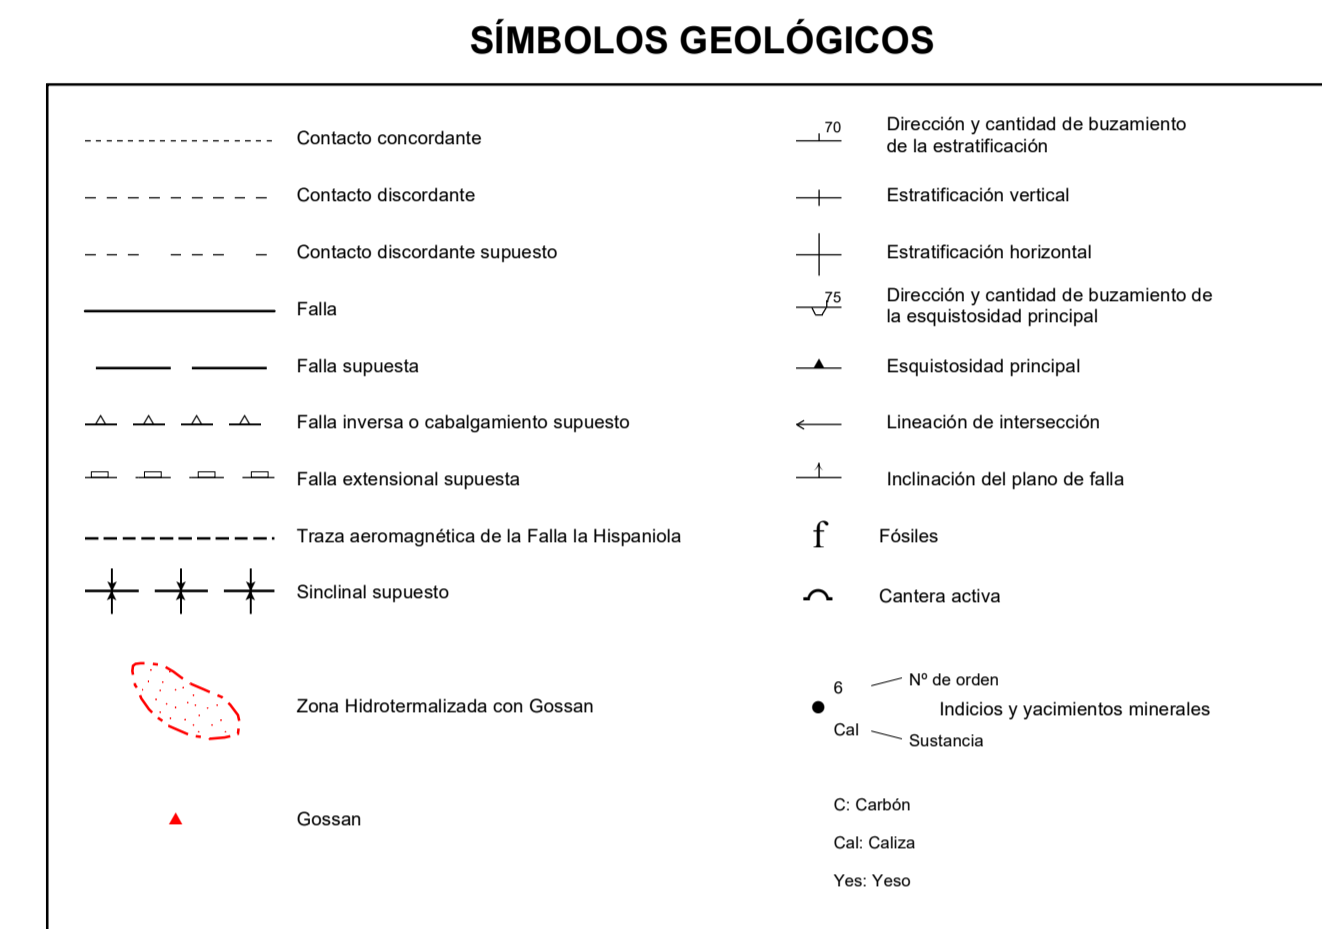 SÍMBOLOS GEOLÓGICOS
Contacto concordante
Contacto discordante
Contacto discordante supuesto
Falla
Falla supuesta
Falla inversa o cabalgamiento supuesto
Falla extensional supuesta
Traza aeromagnética de la Falla la Hispaniola
Sinclinal supuesto
Zona Hidrotermalizada con Gossan
Gossan
70
Dirección y cantidad de buzamiento
de la estratificación
Estratificación vertical
Estratificación horizontal
75
Dirección y cantidad de buzamiento de
la esquistosidad principal
Esquistosidad principal
Lineación de intersección
Inclinación del plano de falla
f
Fósiles
Cantera activa
6
Nº de orden
Indicios y yacimientos minerales
Cal
Sustancia
C: Carbón
Cal: Caliza
Yes: Yeso